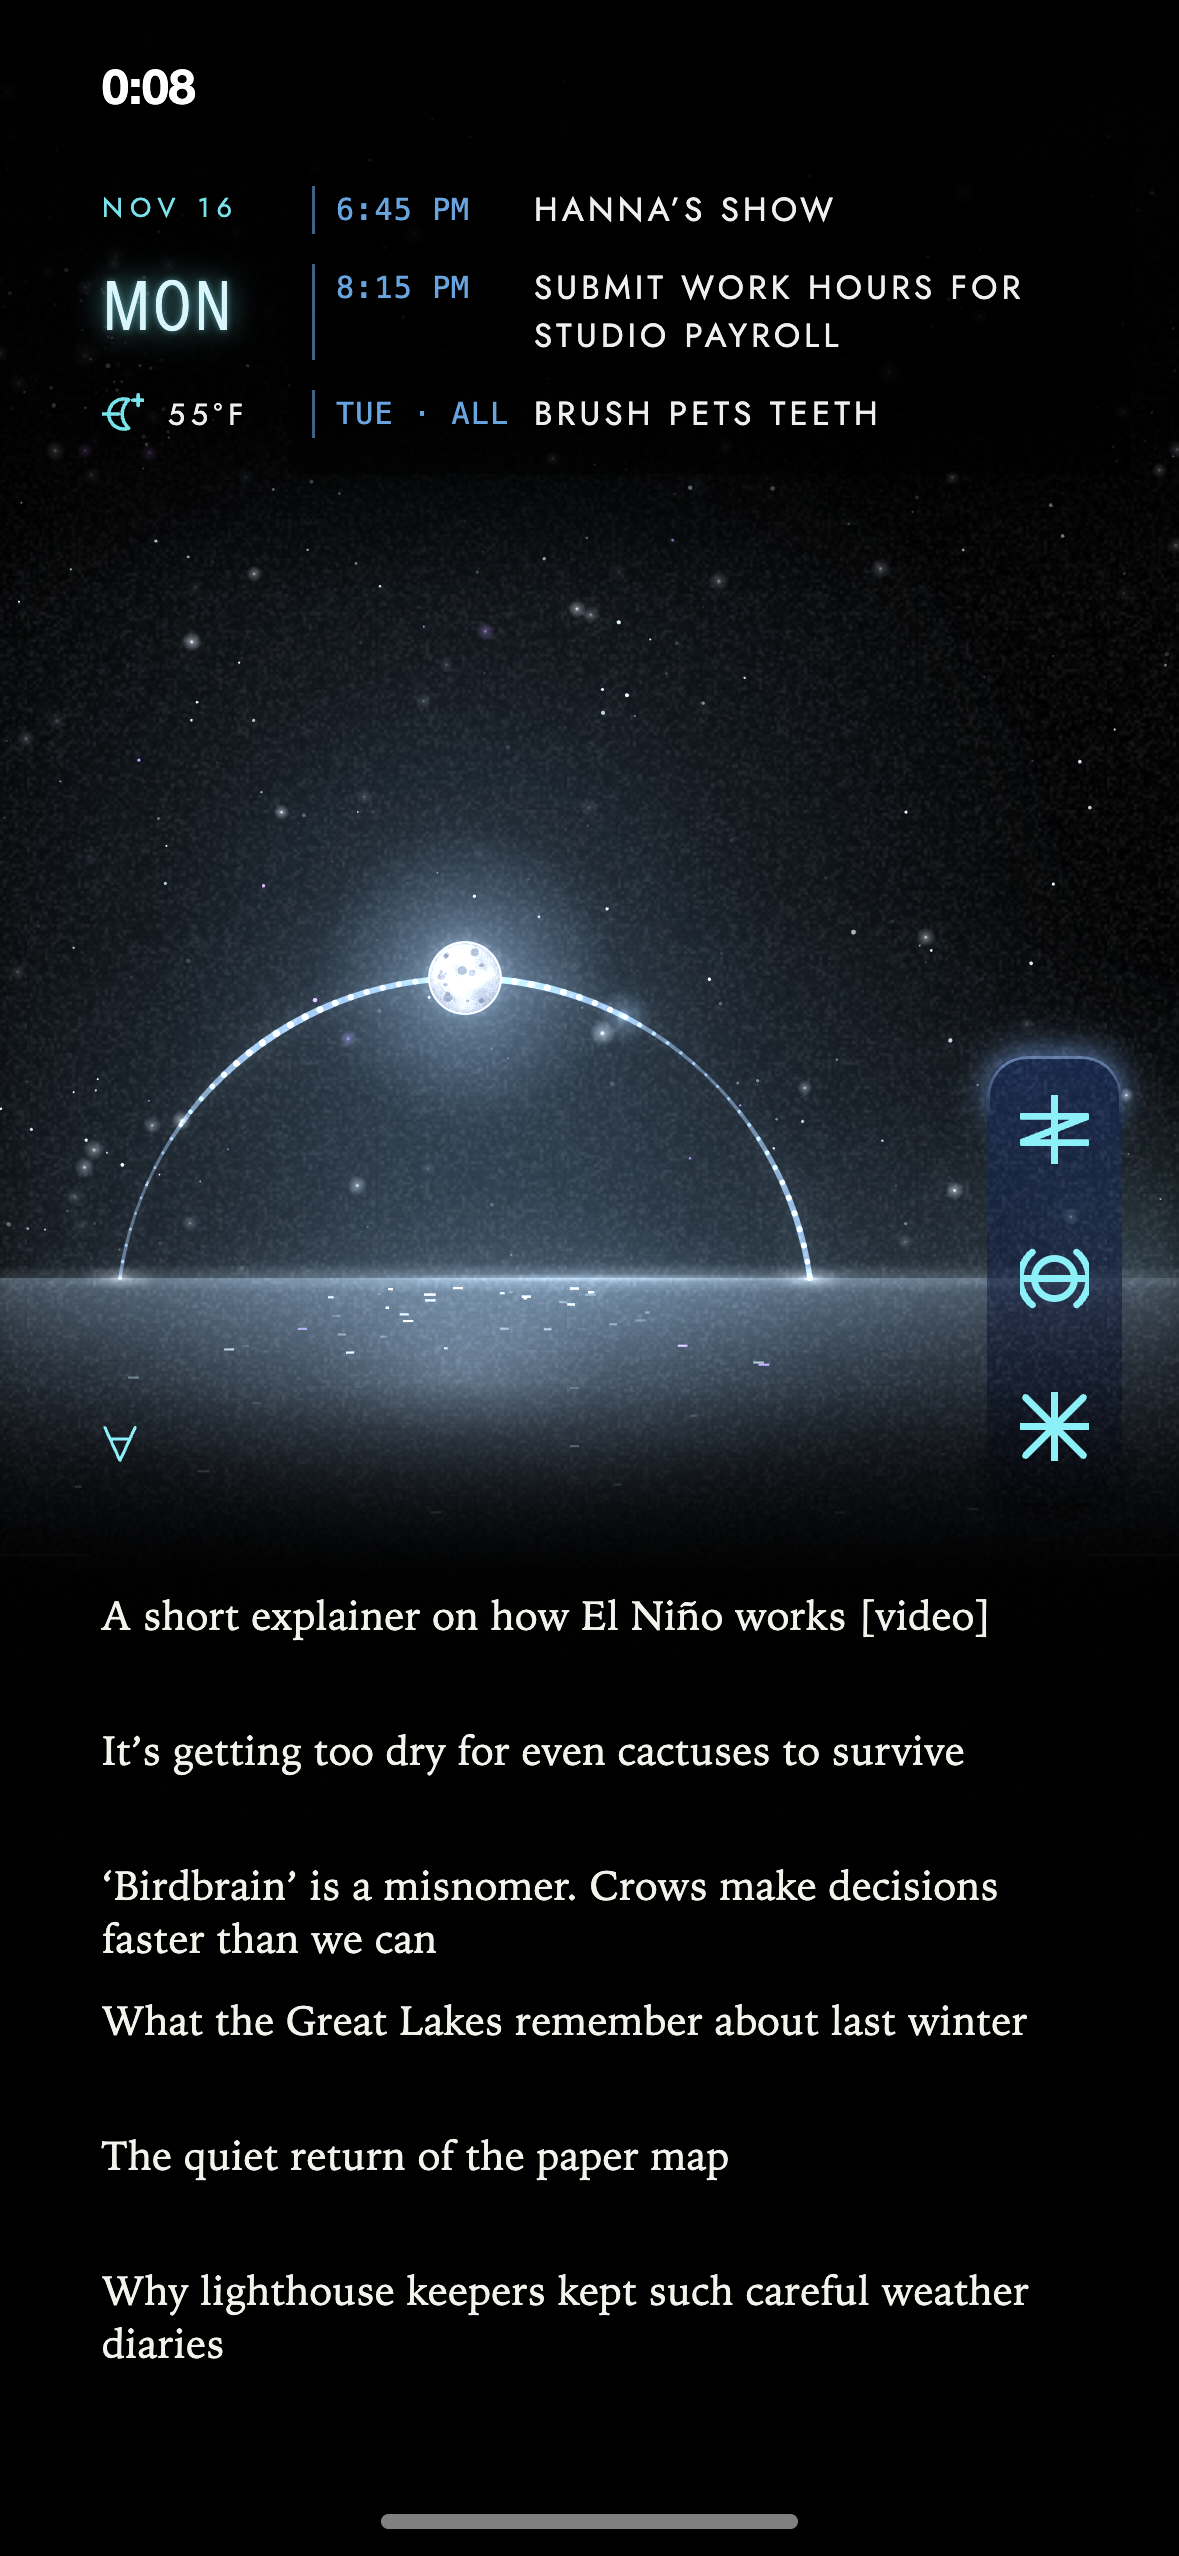 0:08
NOV 16
MON
55°F
6:45 PM HANNA’S SHOW
8:15 PM SUBMIT WORK HOURS FOR
STUDIO PAYROLL
TUE · ALL BRUSH PETS TEETH
A short explainer on how El Niño works [video]
It’s getting too dry for even cactuses to survive
‘Birdbrain’ is a misnomer. Crows make decisions
faster than we can
What the Great Lakes remember about last winter
The quiet return of the paper map
Why lighthouse keepers kept such careful weather
diaries